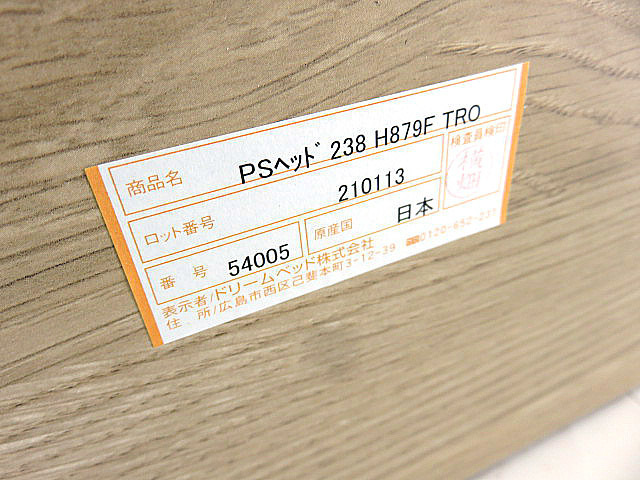 商品名 PSヘッド 238 H879F TRO
ロット番号 210113
検査員検印
番号 54005 原産国 日本
表示者/ドリームベッド株式会社
住所/広島市西区己斐本町3-12-39 0120-652-231